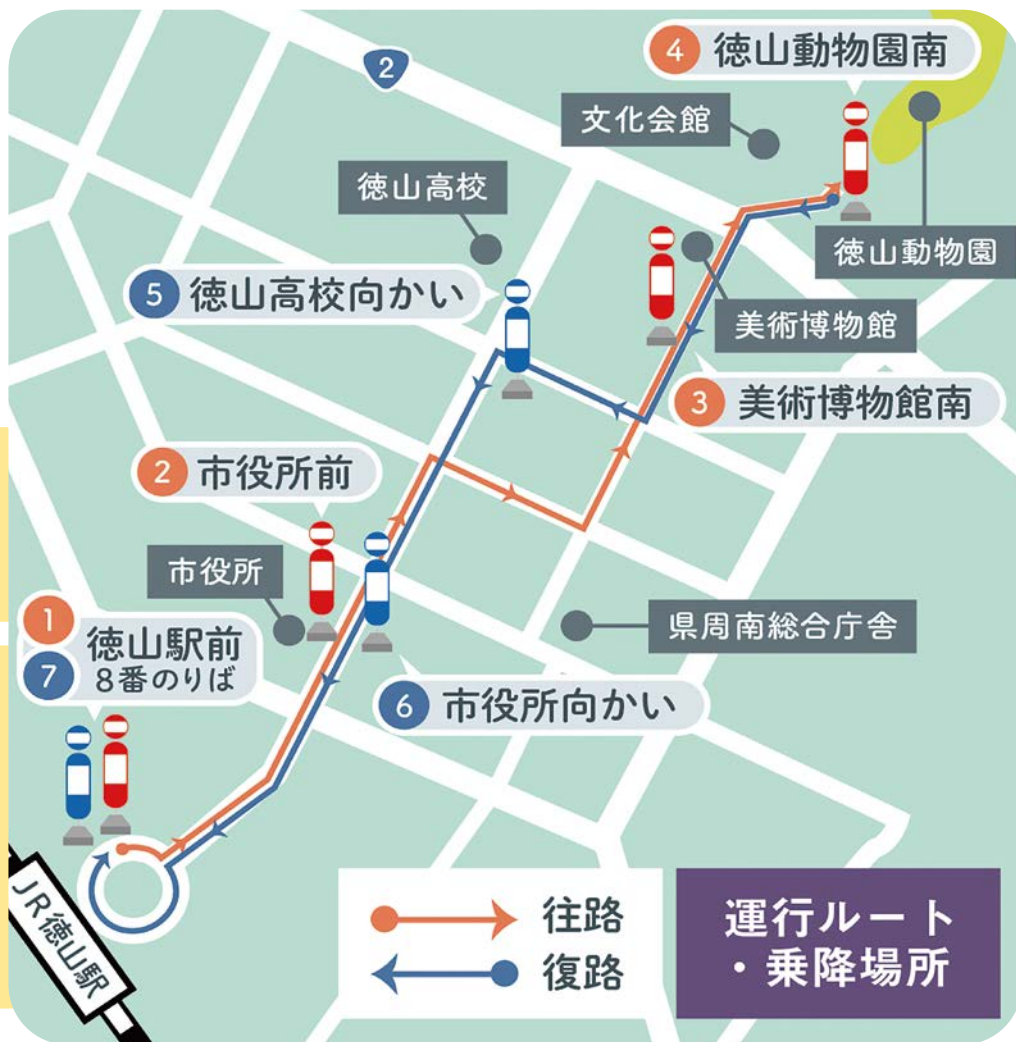 2
4 徳山動物園南
文化会館
徳山高校
徳山動物園
5 徳山高校向かい
美術博物館
3 美術博物館南
2 市役所前
市役所
県周南総合庁舎
1
7
徳山駅前
8番のりば
6 市役所向かい
JR徳山駅
往路
復路
運行ルート
・乗降場所